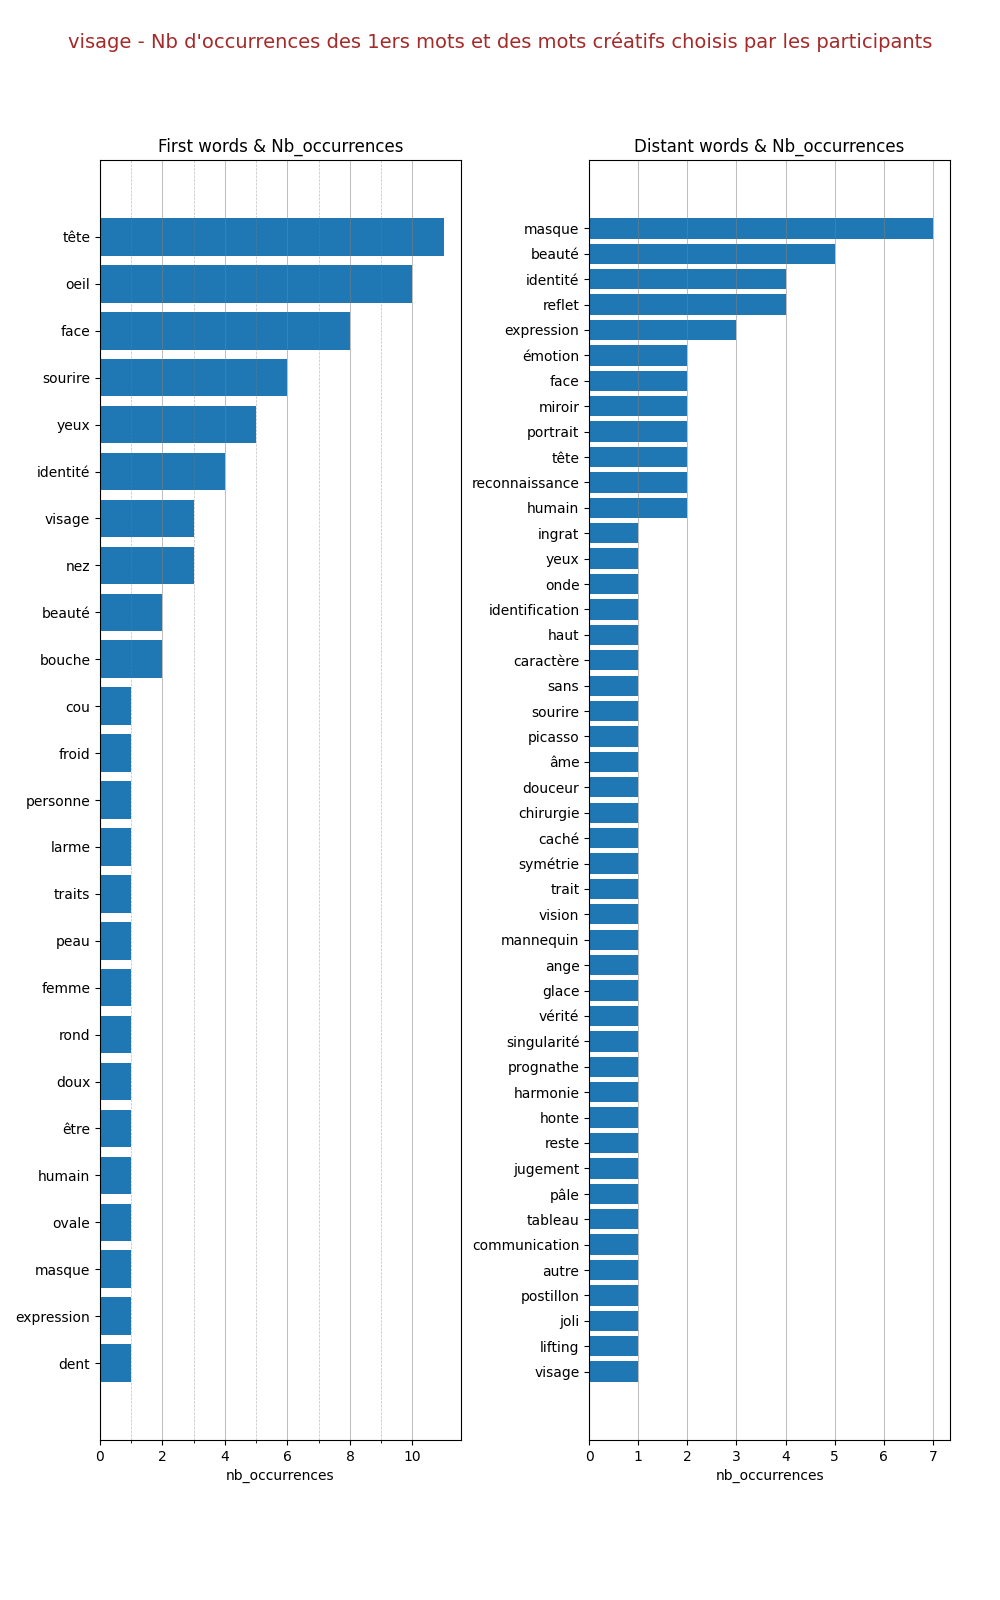 visage - Nb d'occurrences des 1ers mots et des mots créatifs choisis par les participants
First words & Nb_occurrences
tête
oeil
face
sourire
yeux
identité
visage
nez
beauté
bouche
cou
froid
personne
larme
traits
peau
femme
rond
doux
être
humain
ovale
masque
expression
dent
0 2 4 6 8 10
nb_occurrences
Distant words & Nb_occurrences
masque
beauté
identité
reflet
expression
émotion
face
miroir
portrait
tête
reconnaissance
humain
ingrat
yeux
onde
identification
haut
caractère
sans
sourire
picasso
âme
douceur
chirurgie
caché
symétrie
trait
vision
mannequin
ange
glace
vérité
singularité
prognathe
harmonie
honte
reste
jugement
pâle
tableau
communication
autre
postillon
joli
lifting
visage
0 1 2 3 4 5 6 7
nb_occurrences